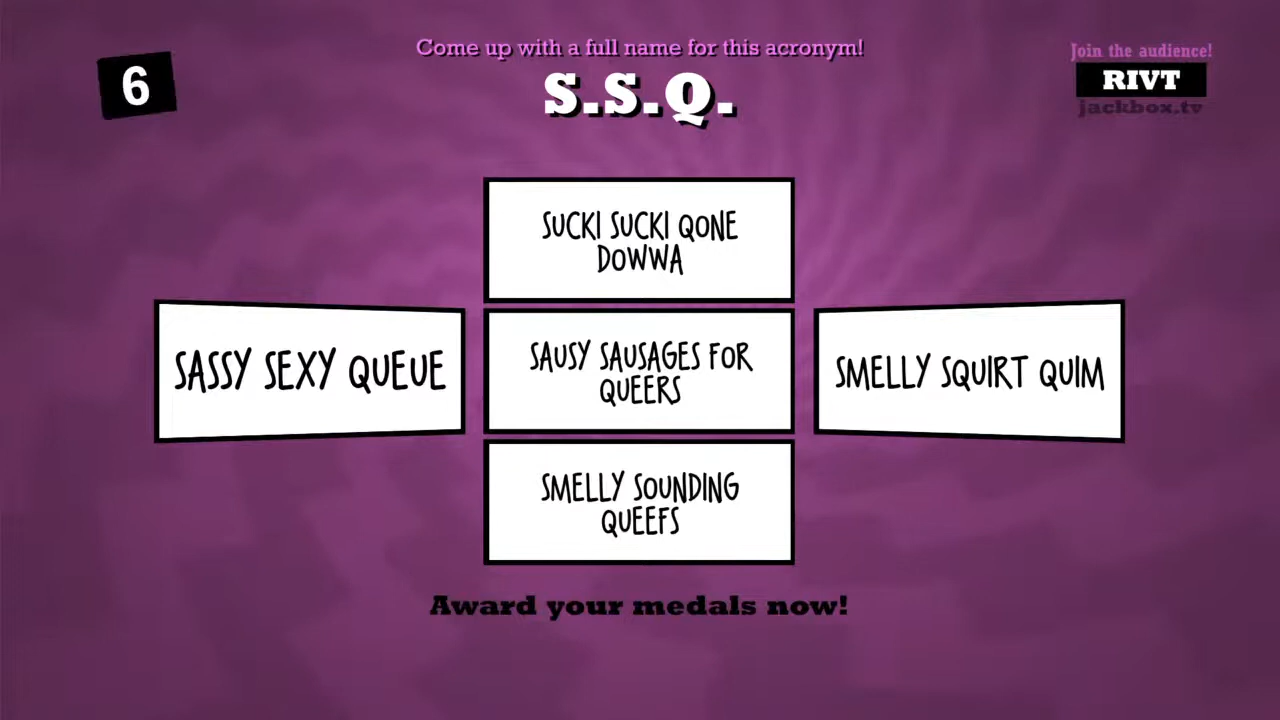 6
Come up with a full name for this acronym!
S.S.Q.
Join the audience!
RIVT
jackbox.tv
SUCKI SUCKI QONE
DOWWA
SASSY SEXY QUEUE
SAUSY SAUSAGES FOR
QUEERS
SMELLY SQUIRT QUIM
SMELLY SOUNDING
QUEEFS
Award your medals now!